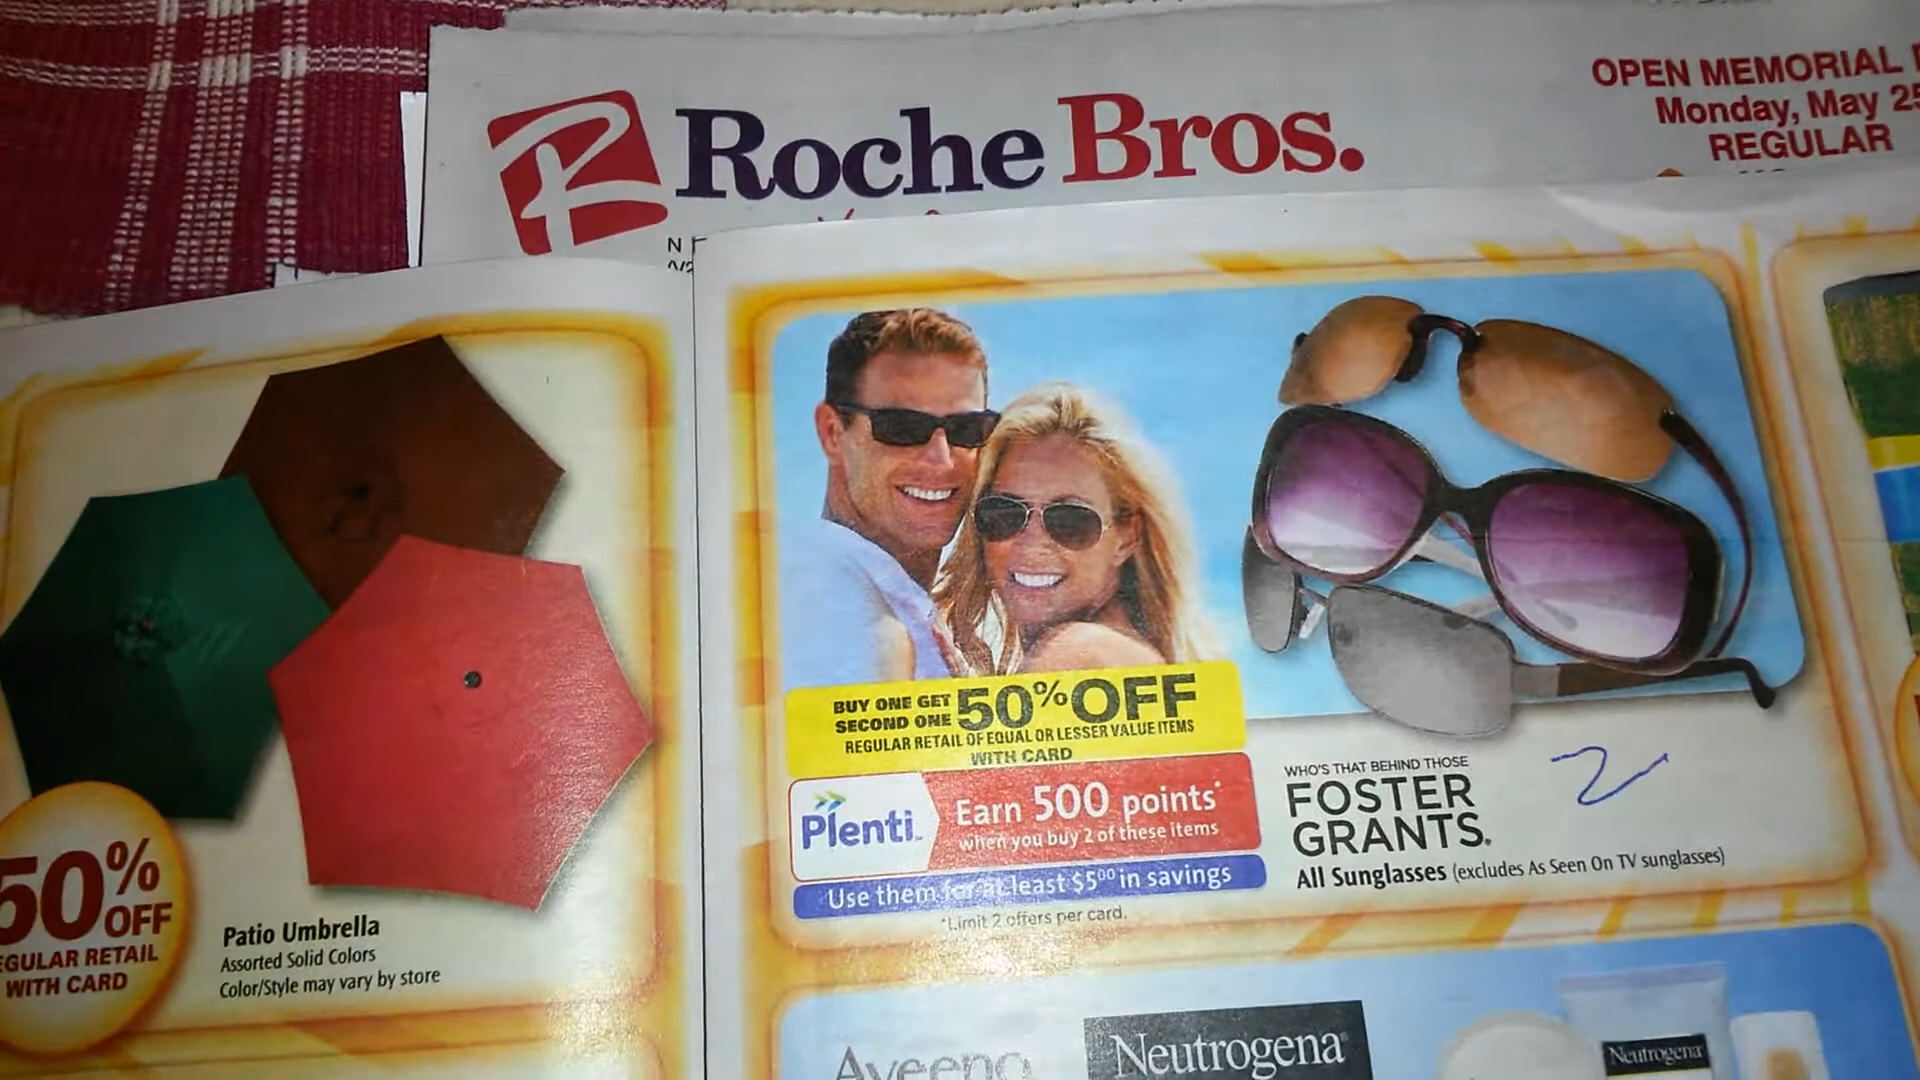 Roche Bros.
OPEN MEMORIAL
Monday, May 25
REGULAR
BUY ONE GET
SECOND ONE
50% OFF
REGULAR RETAIL OF EQUAL OR LESSER VALUE ITEMS
WITH CARD
Plenti
Earn 500 points*
when you buy 2 of these items
Use them for at least $5.00 in savings
*Limit 2 offers per card.
WHO'S THAT BEHIND THOSE
FOSTER
GRANTS®
All Sunglasses (excludes As Seen On TV sunglasses)
2
50%
OFF
RETAIL
WITH CARD
Patio Umbrella
Assorted Solid Colors
Color/Style may vary by store
Aveeno
Neutrogena®
Neutrogena